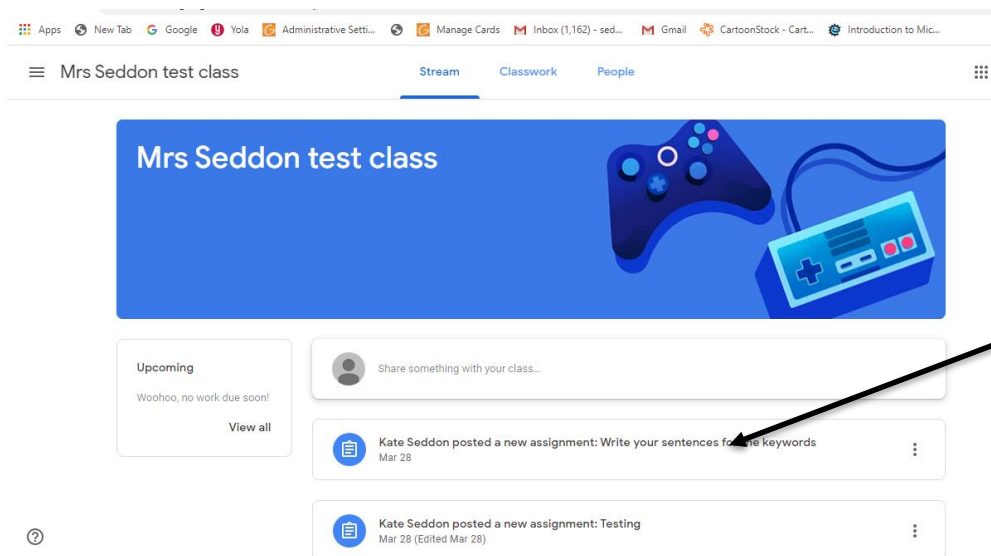 Apps New Tab Google Yola Administrative Setti... Manage Cards Inbox (1,162) - sed... Gmail CartoonStock - Cart... Introduction to Mic...
Mrs Seddon test class Stream Classwork People
Mrs Seddon test class
Upcoming
Woohoo, no work due soon!
View all
Share something with your class...
Kate Seddon posted a new assignment: Write your sentences for the keywords
Mar 28
Kate Seddon posted a new assignment: Testing
Mar 28 (Edited Mar 28)